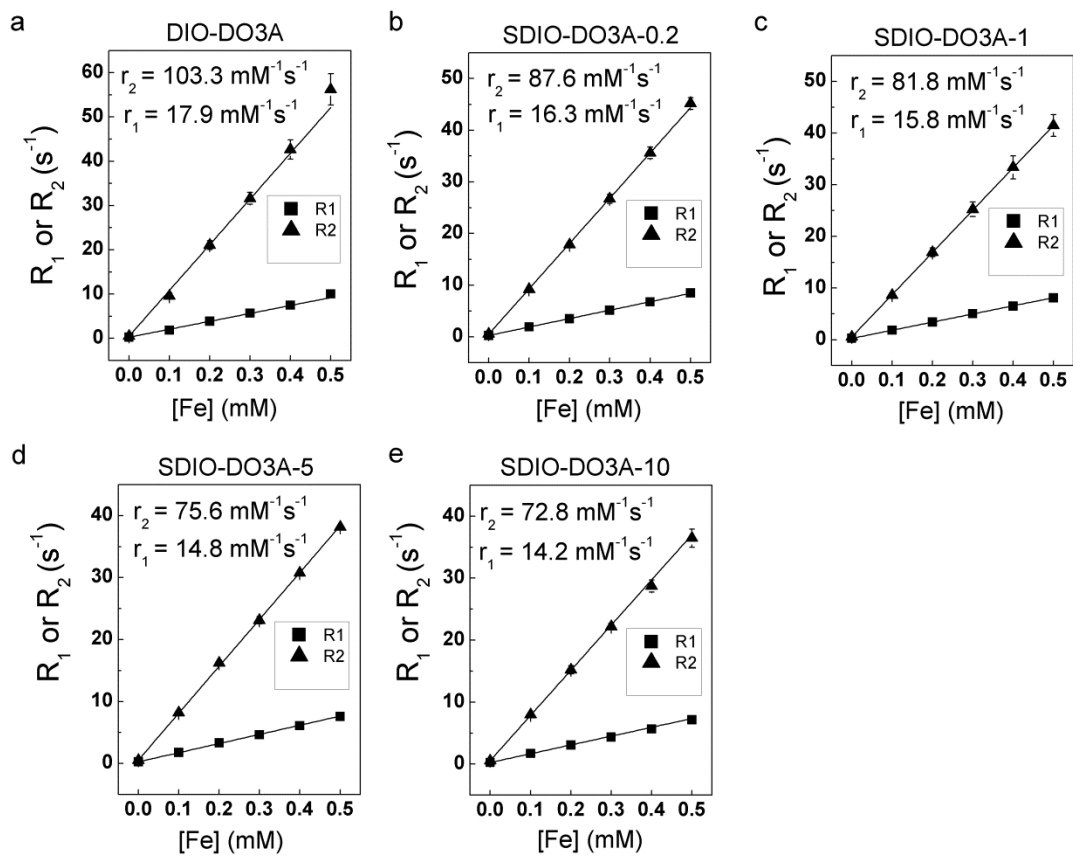 a
DIO-DO3A
r₂ = 103.3 mM⁻¹s⁻¹
r₁ = 17.9 mM⁻¹s⁻¹
R₁ or R₂ (s⁻¹)
60
50
40
30
20
10
0
R1
R2
0.0 0.1 0.2 0.3 0.4 0.5
[Fe] (mM)
b
SDIO-DO3A-0.2
r₂ = 87.6 mM⁻¹s⁻¹
r₁ = 16.3 mM⁻¹s⁻¹
R₁ or R₂ (s⁻¹)
50
40
30
20
10
0
R1
R2
0.0 0.1 0.2 0.3 0.4 0.5
[Fe] (mM)
c
SDIO-DO3A-1
r₂ = 81.8 mM⁻¹s⁻¹
r₁ = 15.8 mM⁻¹s⁻¹
R₁ or R₂ (s⁻¹)
50
40
30
20
10
0
R1
R2
0.0 0.1 0.2 0.3 0.4 0.5
[Fe] (mM)
d
SDIO-DO3A-5
r₂ = 75.6 mM⁻¹s⁻¹
r₁ = 14.8 mM⁻¹s⁻¹
R₁ or R₂ (s⁻¹)
40
30
20
10
0
R1
R2
0.0 0.1 0.2 0.3 0.4 0.5
[Fe] (mM)
e
SDIO-DO3A-10
r₂ = 72.8 mM⁻¹s⁻¹
r₁ = 14.2 mM⁻¹s⁻¹
R₁ or R₂ (s⁻¹)
40
30
20
10
0
R1
R2
0.0 0.1 0.2 0.3 0.4 0.5
[Fe] (mM)